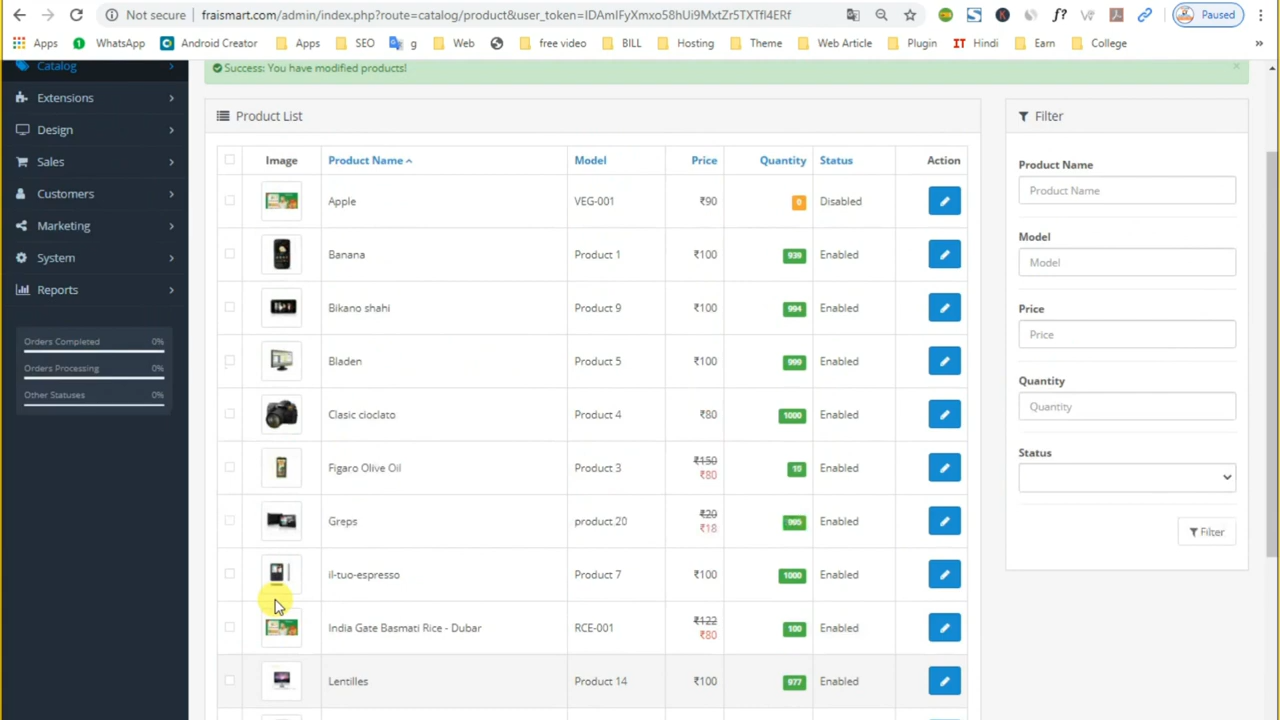 Not secure | fraismart.com/admin/index.php?route=catalog/product&user_token=IDAmIFyXmxo58hUi9MxtZr5TXTfl4ERf Paused
Apps WhatsApp Android Creator Apps SEO g Web free video BILL Hosting Theme Web Article Plugin IT Hindi Earn College »
Catalog
Extensions
Design
Sales
Customers
Marketing
System
Reports
Orders Completed 0%
Orders Processing 0%
Other Statuses 0%
Success: You have modified products! ×
Product List
Image Product Name Model Price Quantity Status Action
Apple VEG-001 ₹90 0 Disabled
Banana Product 1 ₹100 939 Enabled
Bikano shahi Product 9 ₹100 994 Enabled
Bladen Product 5 ₹100 999 Enabled
Clasic cioclato Product 4 ₹80 1000 Enabled
Figaro Olive Oil Product 3 ₹150 ₹80 15 Enabled
Greps product 20 ₹20 ₹18 995 Enabled
il-tuo-espresso Product 7 ₹100 1000 Enabled
India Gate Basmati Rice - Dubar RCE-001 ₹122 ₹80 100 Enabled
Lentilles Product 14 ₹100 977 Enabled
Filter
Product Name
Product Name
Model
Model
Price
Price
Quantity
Quantity
Status
Filter